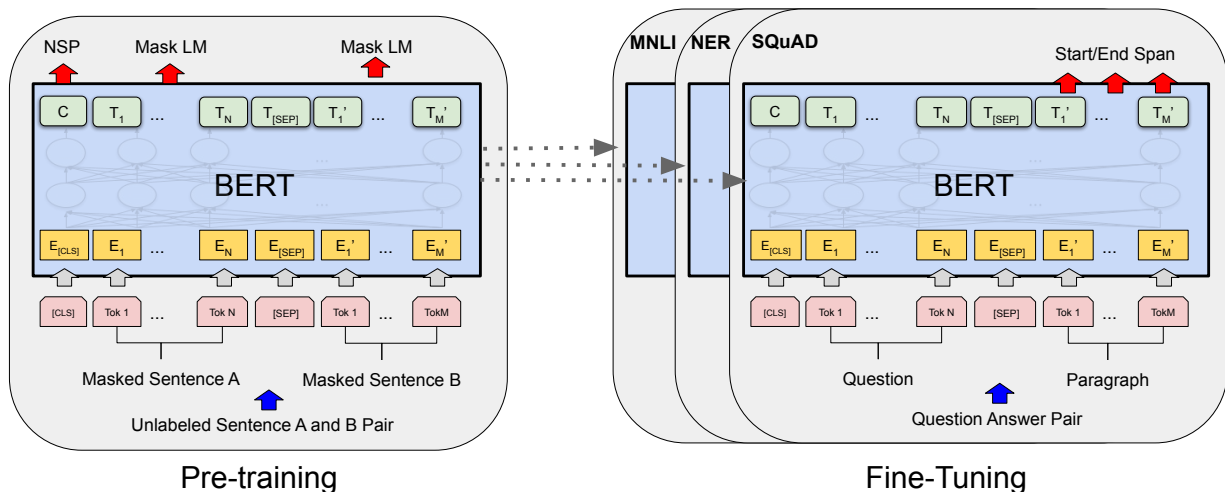 NSP Mask LM Mask LM
C T1 ... TN T[SEP] T1' ... TM'
...
BERT
...
E[CLS] E1 ... EN E[SEP] E1' ... EM'
[CLS] Tok 1 ... Tok N [SEP] Tok 1 ... TokM
Masked Sentence A Masked Sentence B
Unlabeled Sentence A and B Pair
Pre-training
MNLI NER SQuAD
Start/End Span
C T1 ... TN T[SEP] T1' ... TM'
...
BERT
...
E[CLS] E1 ... EN E[SEP] E1' ... EM'
[CLS] Tok 1 ... Tok N [SEP] Tok 1 ... TokM
Question Paragraph
Question Answer Pair
Fine-Tuning